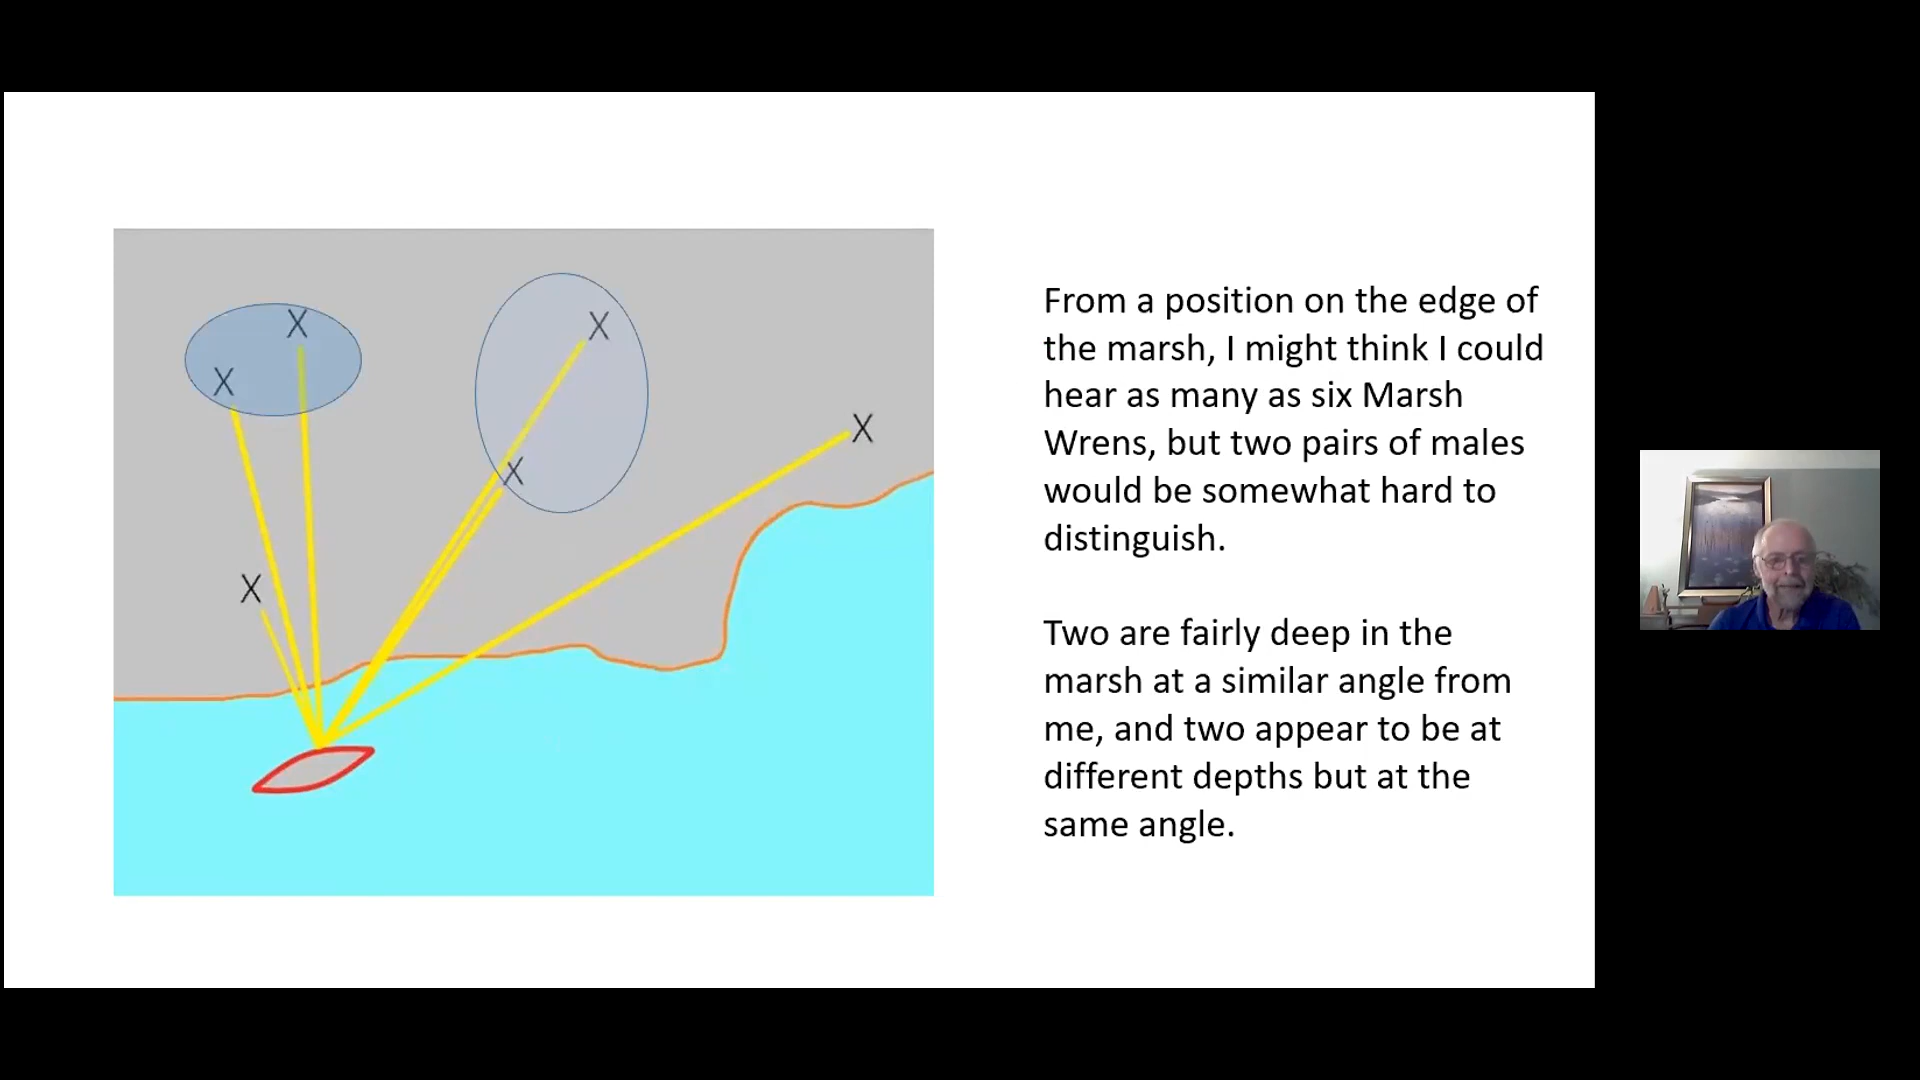 X
X
X
X
X
X
From a position on the edge of
the marsh, I might think I could
hear as many as six Marsh
Wrens, but two pairs of males
would be somewhat hard to
distinguish.
Two are fairly deep in the
marsh at a similar angle from
me, and two appear to be at
different depths but at the
same angle.